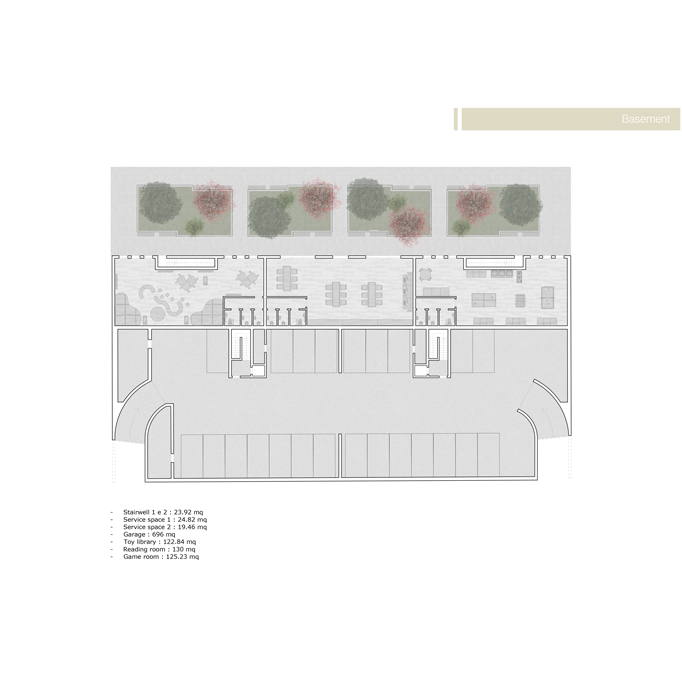 Basement
- Stairwell 1 e 2 : 23.92 mq
- Service space 1 : 24.82 mq
- Service space 2 : 19.46 mq
- Garage : 696 mq
- Toy library : 122.84 mq
- Reading room : 130 mq
- Game room : 125.23 mq